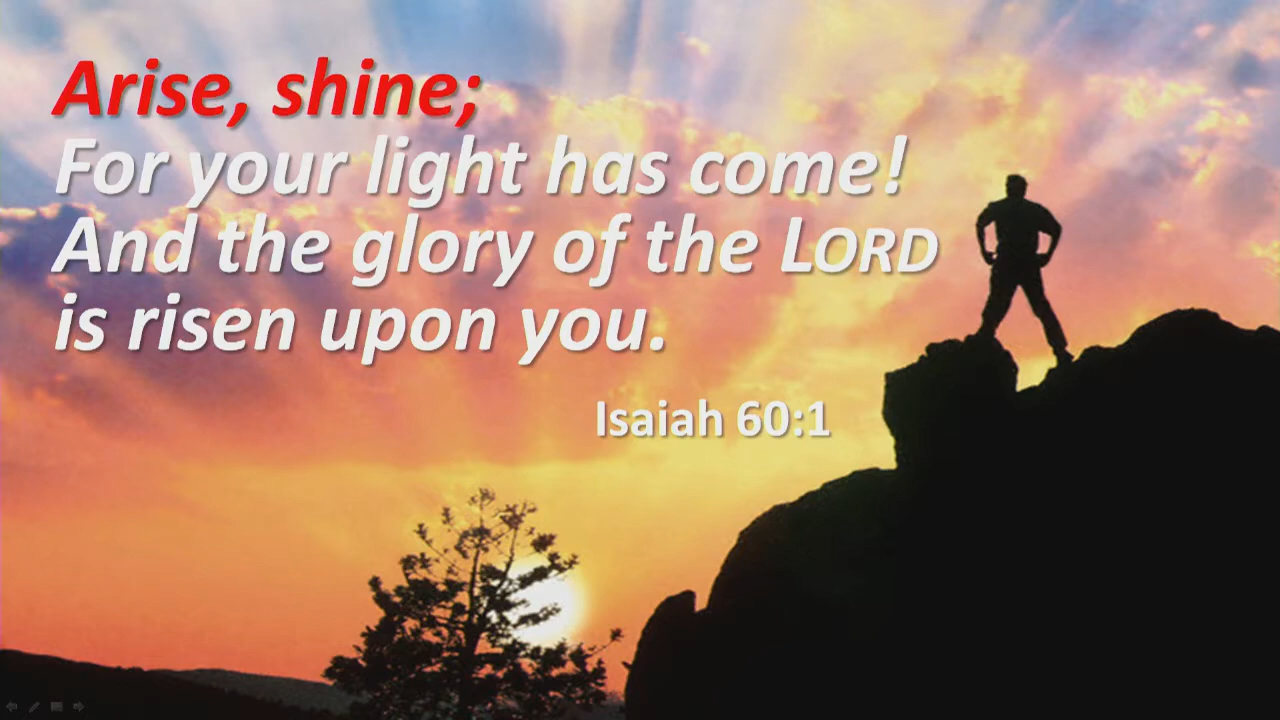 Arise, shine;
For your light has come!
And the glory of the LORD
is risen upon you.
Isaiah 60:1